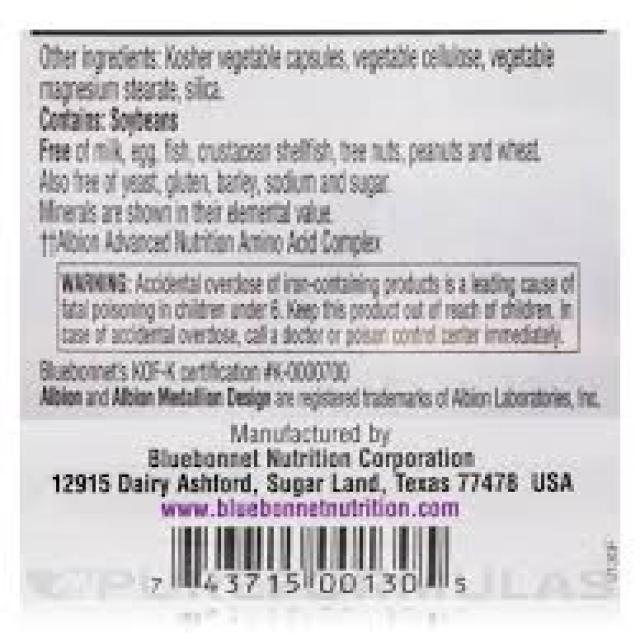 Other ingredients: Kosher vegetable capsules, vegetable cellulose, vegetable
magnesium stearate, silica.
Contains: Soybeans
Free of milk, egg, fish, crustacean shellfish, tree nuts, peanuts and wheat.
Also free of yeast, gluten, barley, sodium and sugar.
Minerals are shown in their elemental value.
††Albion Advanced Nutrition Amino Acid Complex
WARNING: Accidental overdose of iron-containing products is a leading cause of
fatal poisoning in children under 6. Keep this product out of reach of children. In
case of accidental overdose, call a doctor or poison control center immediately.
Bluebonnet's KOF-K certification #K-0000700
Albion and Albion Medallion Design are registered trademarks of Albion Laboratories, Inc.
Manufactured by
Bluebonnet Nutrition Corporation
12915 Dairy Ashford, Sugar Land, Texas 77478 USA
www.bluebonnetnutrition.com
7 43715 00130 5